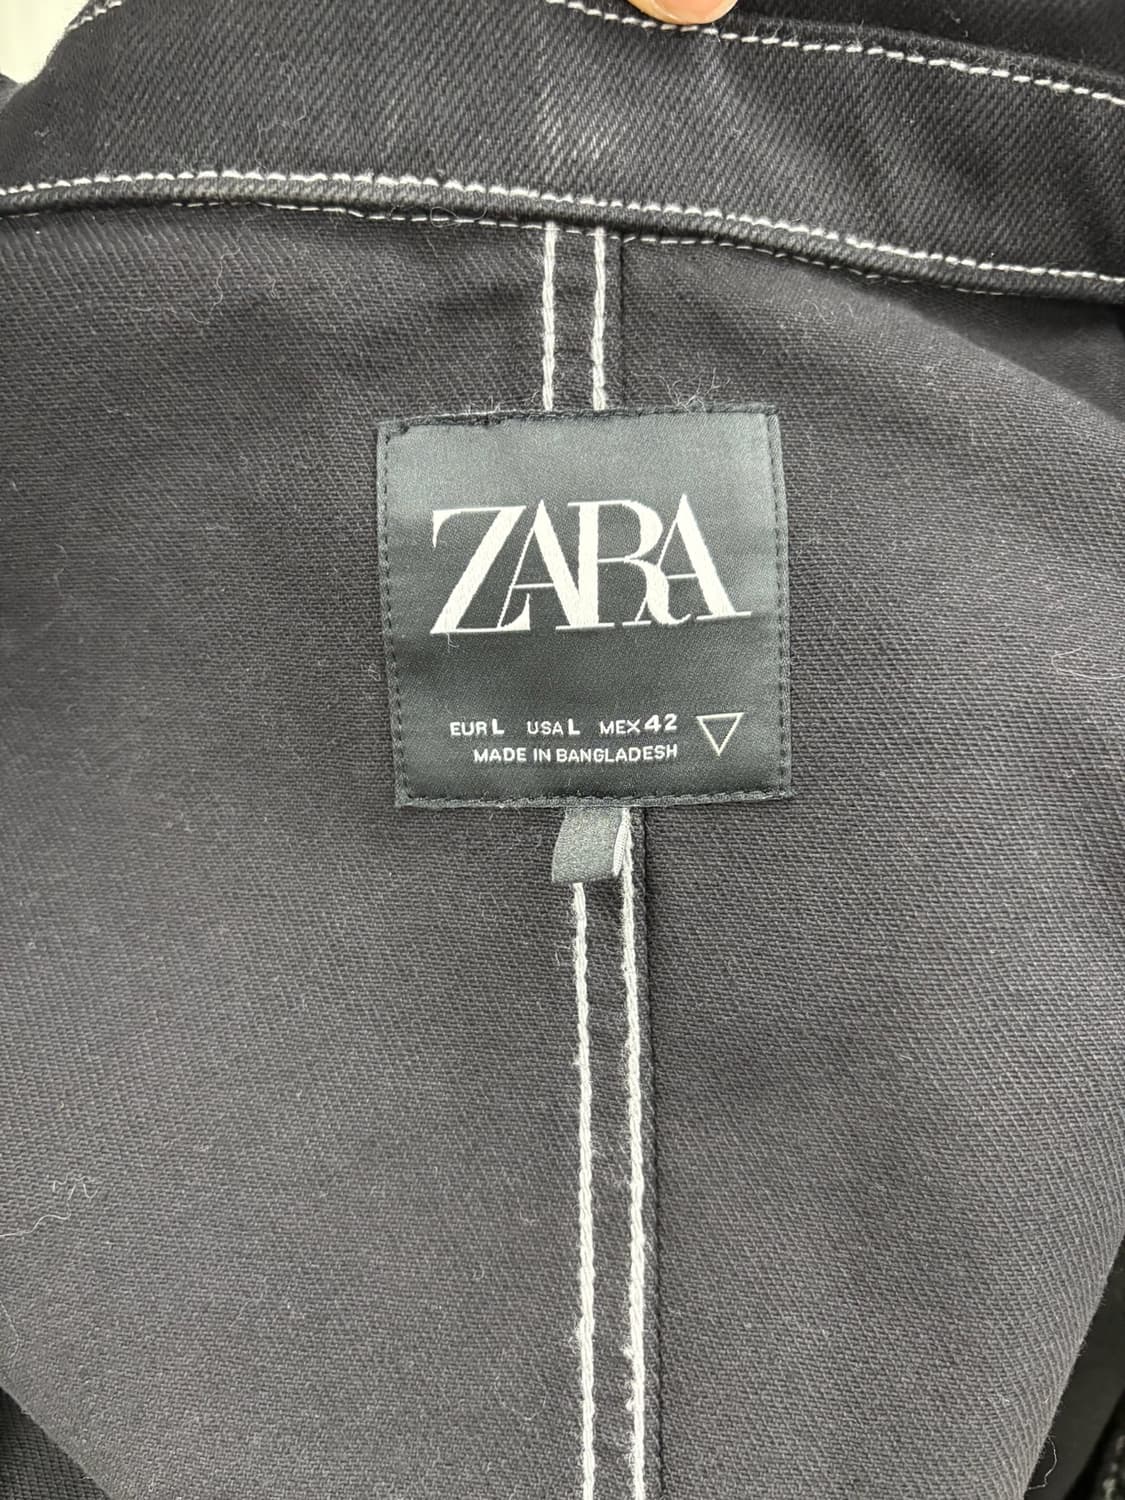 ZARA
EUR L USA L MEX 42
MADE IN BANGLADESH